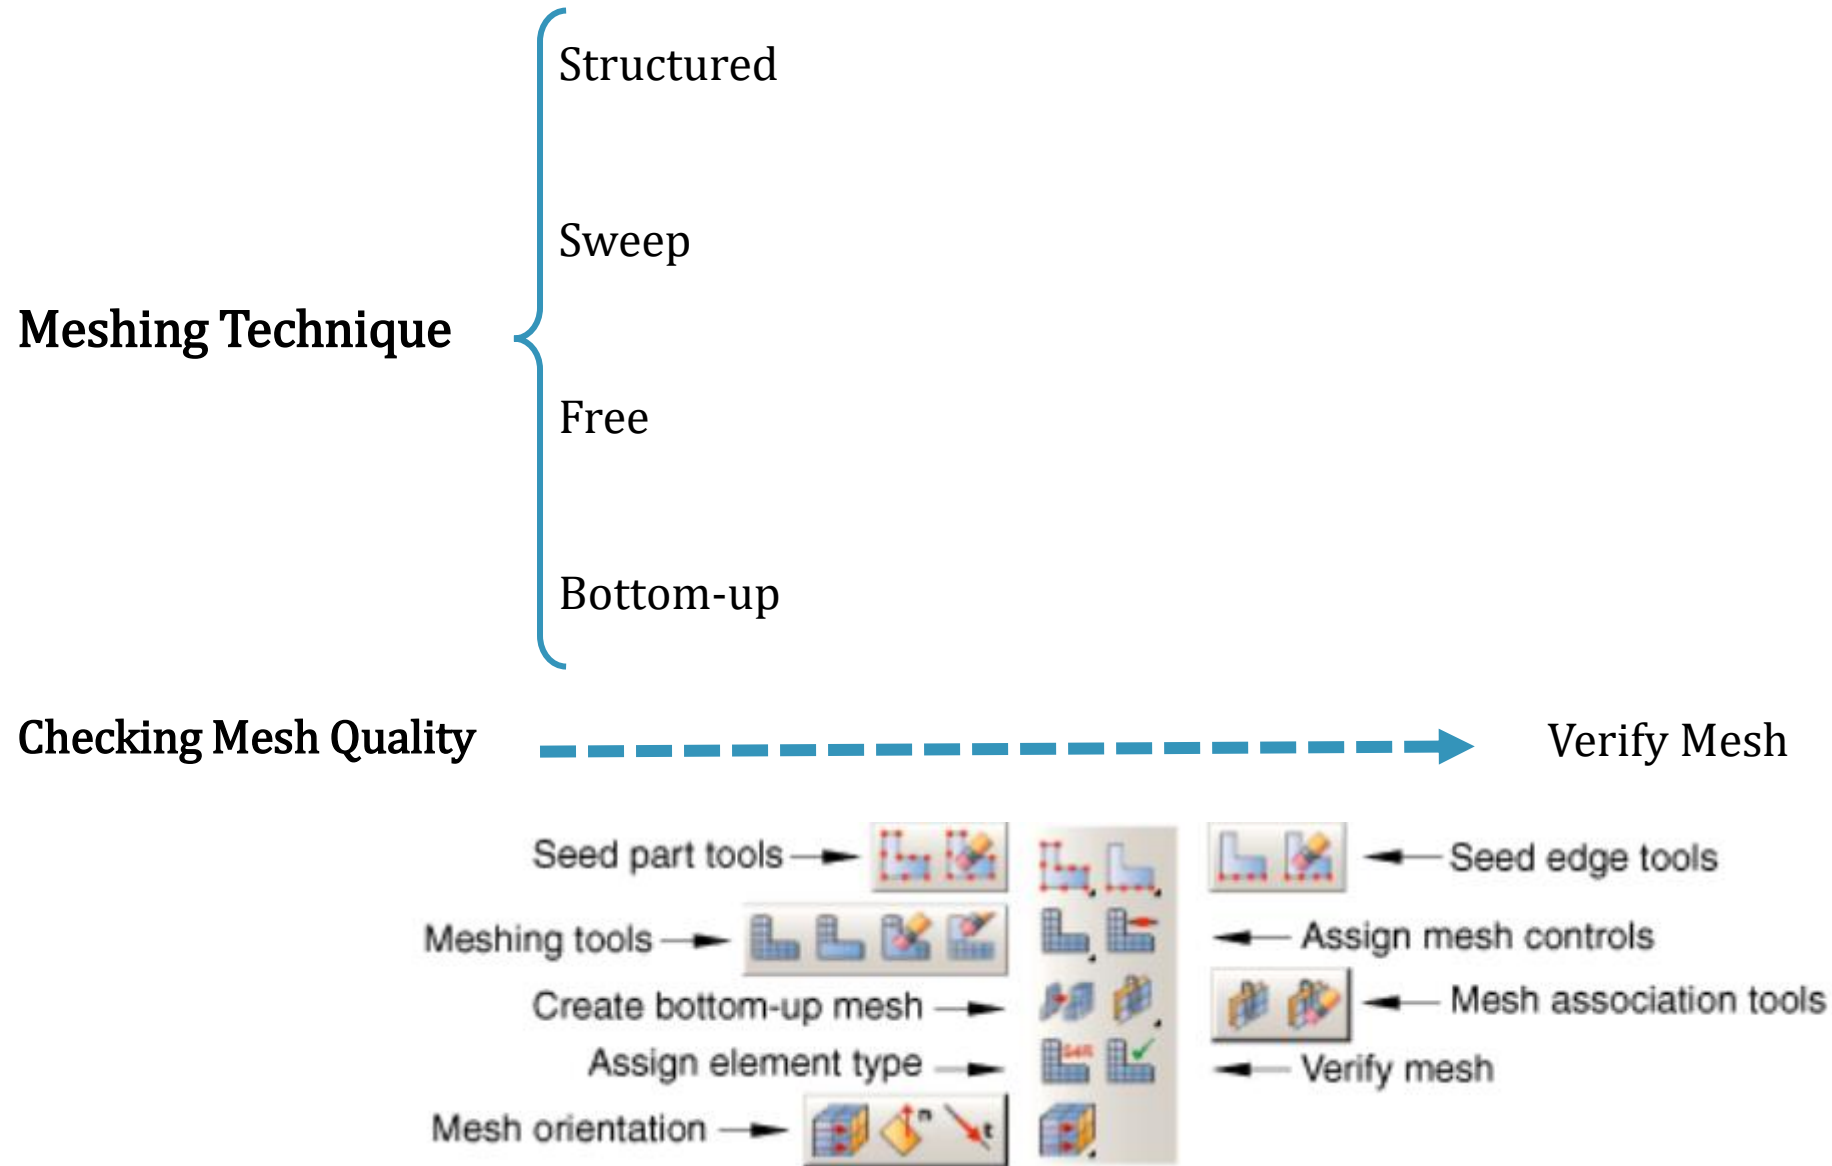 Structured
Sweep
Meshing Technique
Free
Bottom-up
Checking Mesh Quality
Verify Mesh
Seed part tools
Seed edge tools
Meshing tools
Assign mesh controls
Create bottom-up mesh
Mesh association tools
Assign element type
S4R
Verify mesh
Mesh orientation
n
t